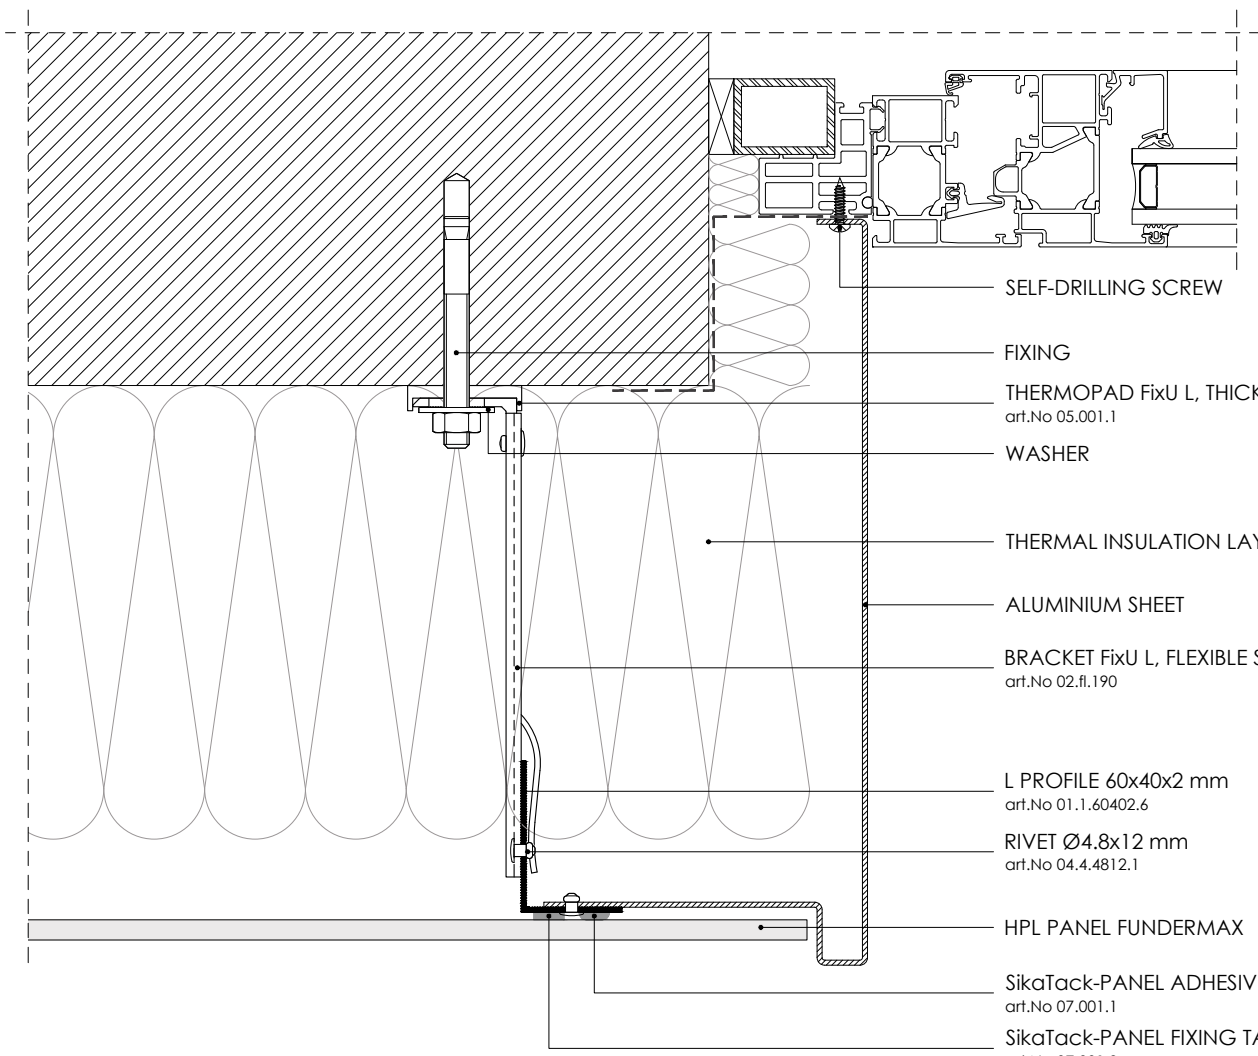 SELF-DRILLING SCREW
FIXING
THERMOPAD FixU L, THICK
art.No 05.001.1
WASHER
THERMAL INSULATION LAY
ALUMINIUM SHEET
BRACKET FixU L, FLEXIBLE S
art.No 02.fl.190
L PROFILE 60x40x2 mm
art.No 01.1.60402.6
RIVET Ø4.8x12 mm
art.No 04.4.4812.1
HPL PANEL FUNDERMAX
SikaTack-PANEL ADHESIV
art.No 07.001.1
SikaTack-PANEL FIXING TA